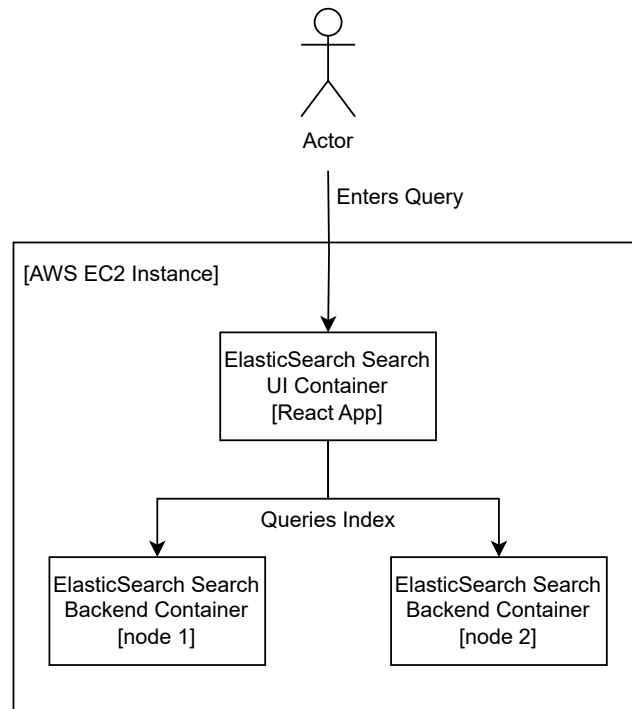 Actor
Enters Query
[AWS EC2 Instance]
ElasticSearch Search
UI Container
[React App]
Queries Index
ElasticSearch Search
Backend Container
[node 1]
ElasticSearch Search
Backend Container
[node 2]